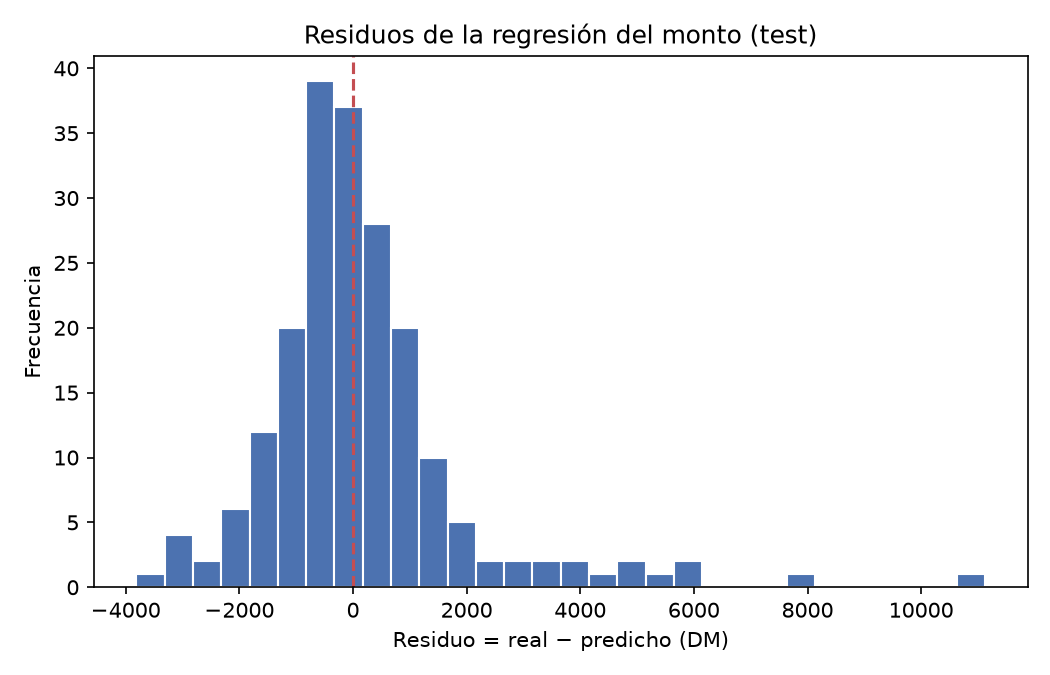 Residuos de la regresión del monto (test)
40
35
30
25
20
15
10
5
0
Frecuencia
−4000 −2000 0 2000 4000 6000 8000 10000
Residuo = real − predicho (DM)